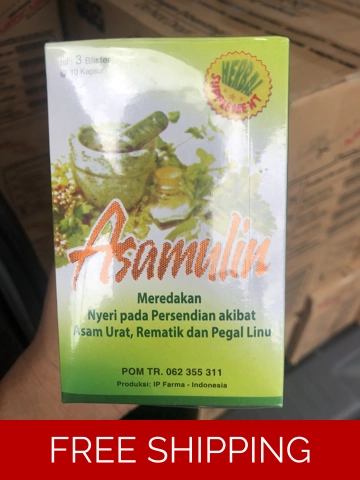 3 Blister
@ 10 Kapsul
HERBAL
SUPPLEMENT
Asamulin
Meredakan
Nyeri pada Persendian akibat
Asam Urat, Rematik dan Pegal Linu
POM TR. 062 355 311
Produksi: IP Farma - Indonesia
FREE SHIPPING